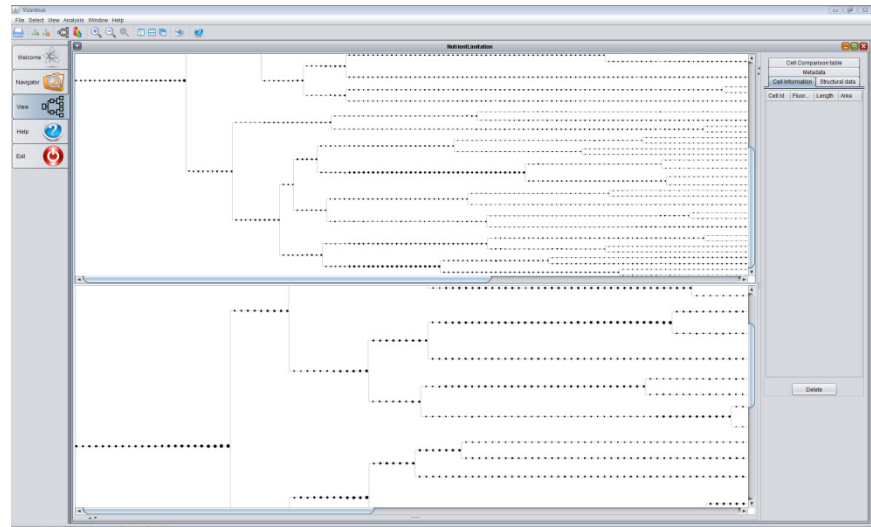 File Select View Analysis Window Help
Welcome
Navigator
View
Help
Exit
NutrientLimitation
Cell Comparison table
Metadata
Cell Information Structural data
Cell Id Fluor... Length Area
Delete